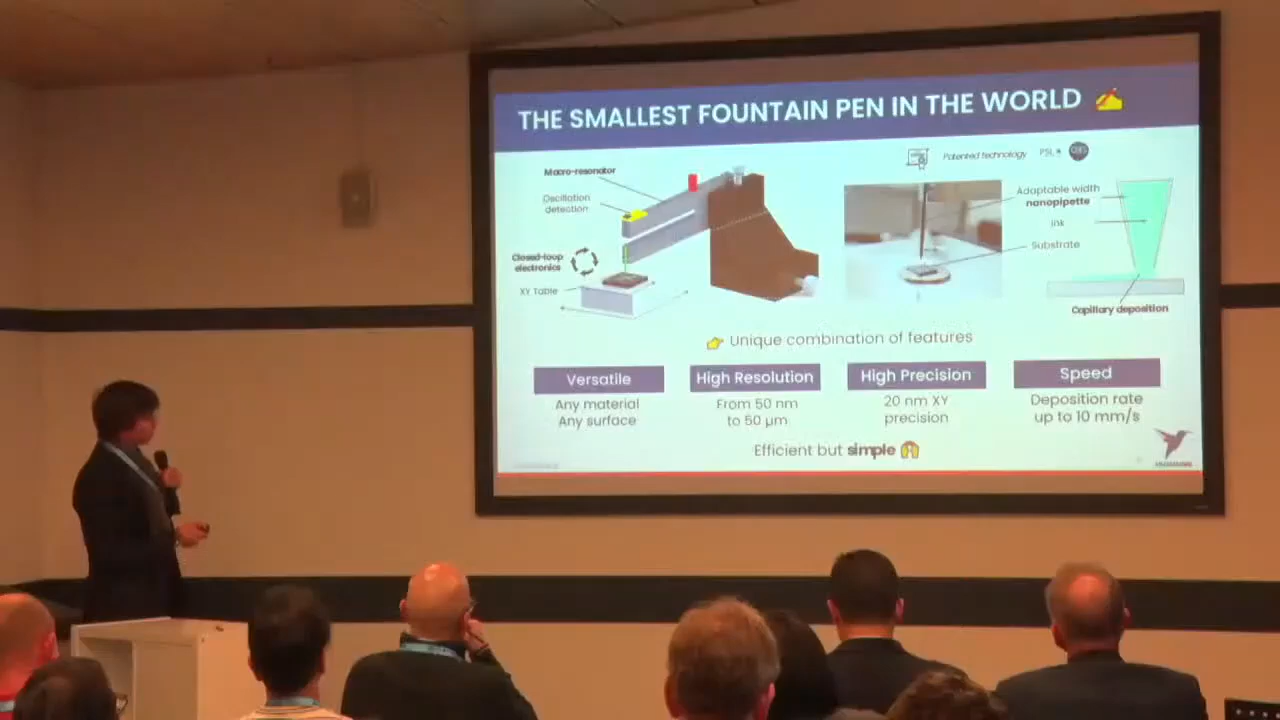 THE SMALLEST FOUNTAIN PEN IN THE WORLD
Patented technology
PSL
Macro-resonator
Oscillation
detection
Closed-loop
electronics
XY Table
Adaptable width
nanopipette
Ink
Substrate
Capillary deposition
Unique combination of features
Versatile
Any material
Any surface
High Resolution
From 50 nm
to 50 µm
High Precision
20 nm XY
precision
Speed
Deposition rate
up to 10 mm/s
Efficient but simple